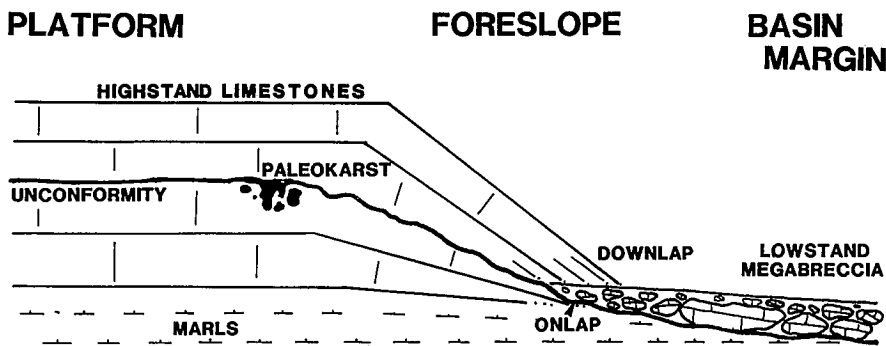 PLATFORM
FORESLOPE
BASIN
MARGIN
HIGHSTAND LIMESTONES
PALEOKARST
UNCONFORMITY
DOWNLAP
LOWSTAND
MEGABRECCIA
MARLS
ONLAP